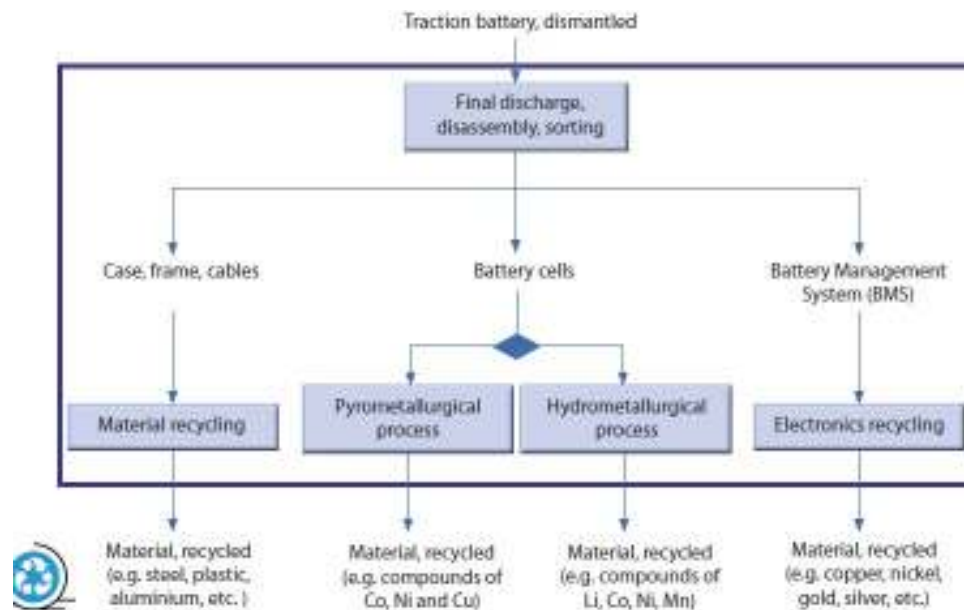 Traction battery, dismantled
Final discharge,
disassembly, sorting
Case, frame, cables
Battery cells
Battery Management
System (BMS)
Material recycling
Pyrometallurgical
process
Hydrometallurgical
process
Electronics recycling
Material, recycled
(e.g. steel, plastic,
aluminium, etc. )
Material, recycled
(e.g. compounds of
Co, Ni and Cu)
Material, recycled
(e.g. compounds of
Li, Co, Ni, Mn)
Material, recycled
(e.g. copper, nickel,
gold, silver, etc.)